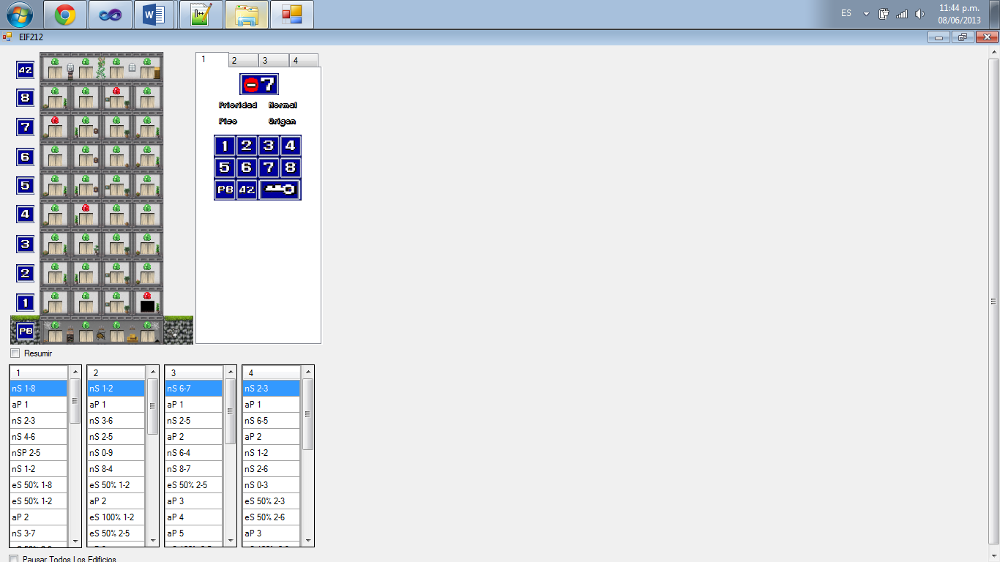 ES
11:44 p.m.
08/06/2013
EIF212
42
8
7
6
5
4
3
2
1
PB
1 2 3 4
7
Prioridad Normal
Piso Origen
1 2 3 4
5 6 7 8
PB 42
Resumir
1
nS 1-8
aP 1
nS 2-3
nS 4-6
nSP 2-5
nS 1-2
eS 50% 1-8
eS 50% 1-2
aP 2
nS 3-7
2
nS 1-2
aP 1
nS 3-6
nS 2-5
nS 0-9
nS 8-4
eS 50% 1-2
aP 2
eS 100% 1-2
eS 50% 2-5
3
nS 6-7
aP 1
nS 2-5
aP 2
nS 6-4
nS 8-7
eS 50% 2-5
aP 3
aP 4
aP 5
4
nS 2-3
aP 1
nS 6-5
aP 2
nS 1-2
nS 2-6
nS 0-3
eS 50% 2-3
eS 50% 2-6
aP 3
Pausar Todos Los Edificios